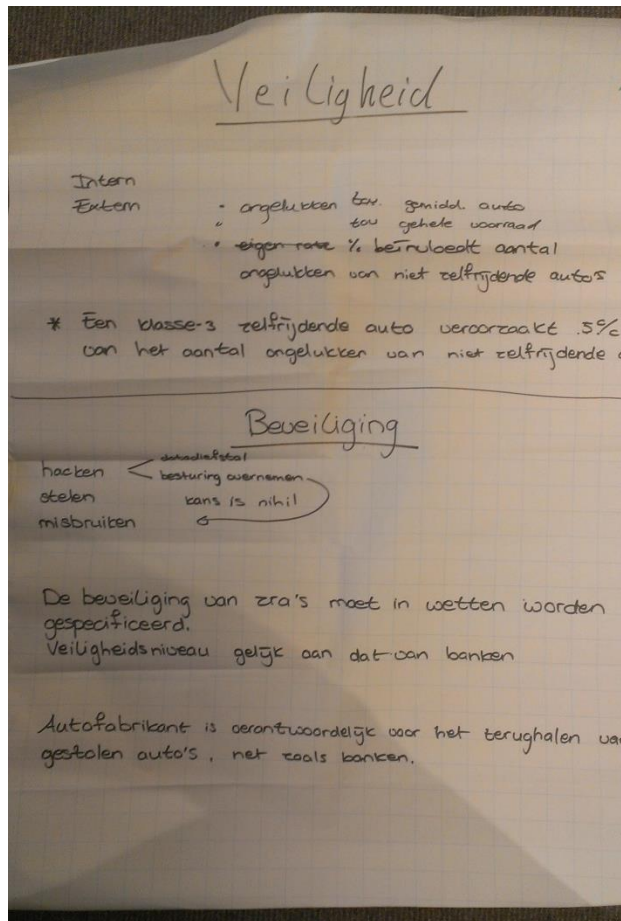 Veiligheid
Intern
Extern
• ongelukken tov. gemidd. auto
" tov gehele voorraad
• eigen rate % beïnvloedt aantal
ongelukken van niet zelfrijdende auto's
* Een klasse-3 zelfrijdende auto veroorzaakt .5%
van het aantal ongelukken van niet zelfrijdende
Beveiliging
hacken datadiefstal
besturing overnemen
stelen kans is nihil
misbruiken
De beveiliging van zra's moet in wetten worden
gespecificeerd.
Veiligheidsniveau gelijk aan dat van banken
Autofabrikant is verantwoordelijk voor het terughalen va
gestolen auto's, net zoals banken.